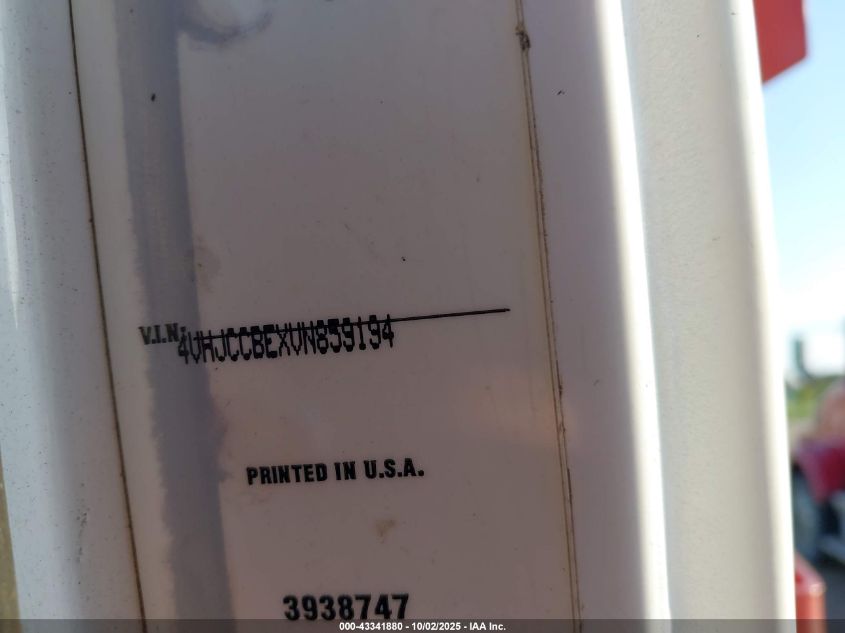 V.I.N: 4VHJCCBEXVN859194
PRINTED IN U.S.A.
3938747
000-43341880 - 10/02/2025 - IAA Inc.